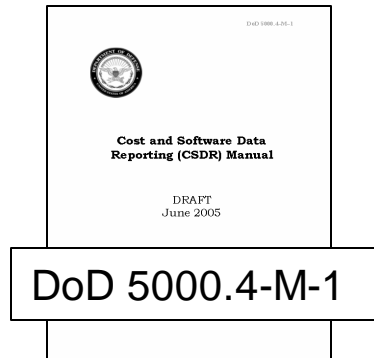 DoD 5000.4-M-1
Cost and Software Data
Reporting (CSDR) Manual
DRAFT
June 2005
DoD 5000.4-M-1